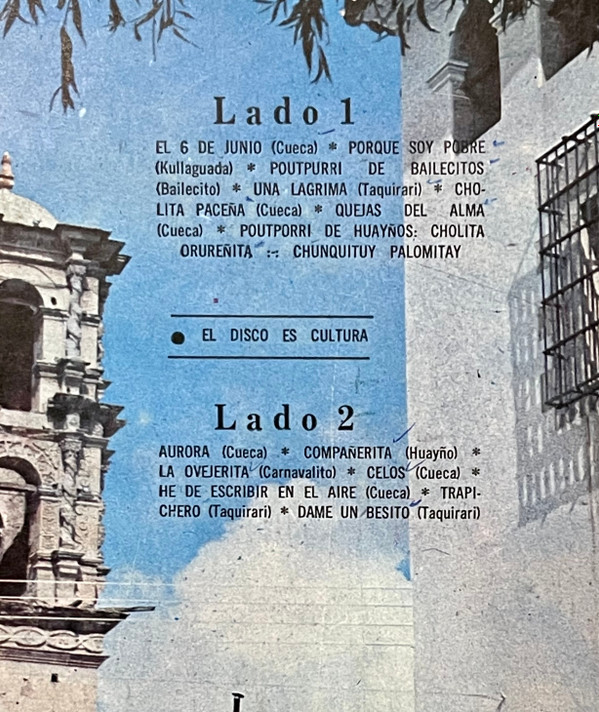 Lado 1
EL 6 DE JUNIO (Cueca) * PORQUE SOY POBRE
(Kullaguada) * POUTPURRI DE BAILECITOS
(Bailecito) * UNA LAGRIMA (Taquirari) * CHO-
LITA PACEÑA (Cueca) * QUEJAS DEL ALMA
(Cueca) * POUTPORRI DE HUAYÑOS: CHOLITA
ORUREÑITA :-: CHUNQUITUY PALOMITAY
● EL DISCO ES CULTURA
Lado 2
AURORA (Cueca) * COMPAÑERITA (Huayño) *
LA OVEJERITA (Carnavalito) * CELOS (Cueca) *
HE DE ESCRIBIR EN EL AIRE (Cueca) * TRAPI-
CHERO (Taquirari) * DAME UN BESITO (Taquirari)